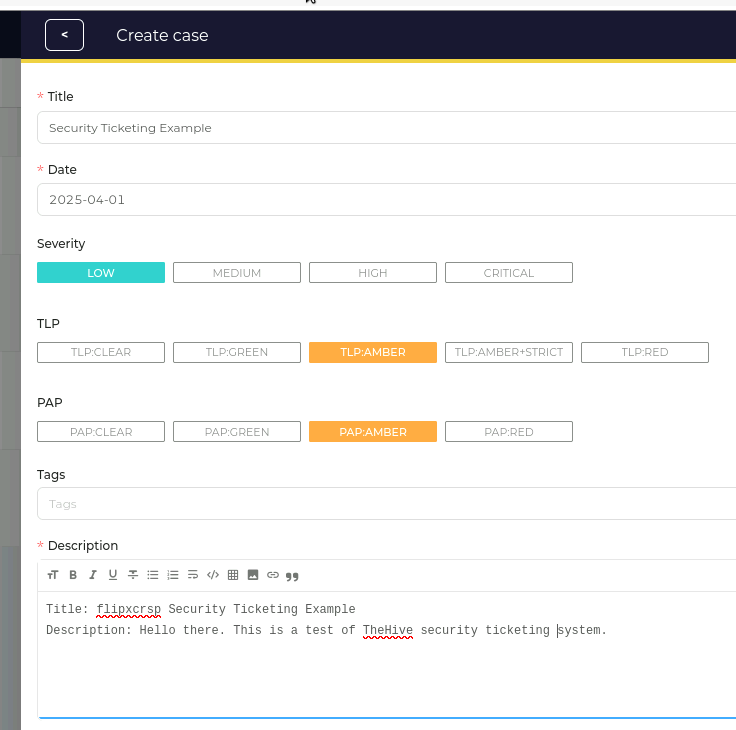 < Create case
* Title
Security Ticketing Example
* Date
2025-04-01
Severity
LOW MEDIUM HIGH CRITICAL
TLP
TLP:CLEAR TLP:GREEN TLP:AMBER TLP:AMBER+STRICT TLP:RED
PAP
PAP:CLEAR PAP:GREEN PAP:AMBER PAP:RED
Tags
Tags
* Description
Title: flipxcrsp Security Ticketing Example
Description: Hello there. This is a test of TheHive security ticketing system.